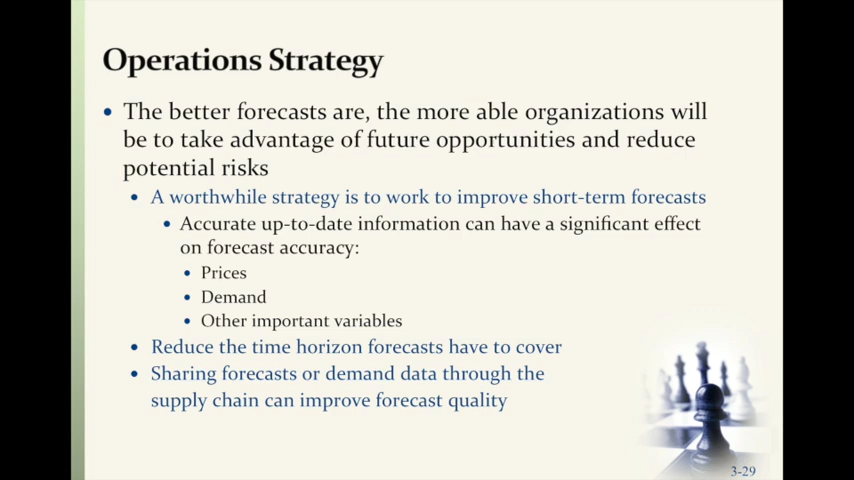 Operations Strategy
• The better forecasts are, the more able organizations will
be to take advantage of future opportunities and reduce
potential risks
• A worthwhile strategy is to work to improve short-term forecasts
• Accurate up-to-date information can have a significant effect
on forecast accuracy:
• Prices
• Demand
• Other important variables
• Reduce the time horizon forecasts have to cover
• Sharing forecasts or demand data through the
supply chain can improve forecast quality
3-29